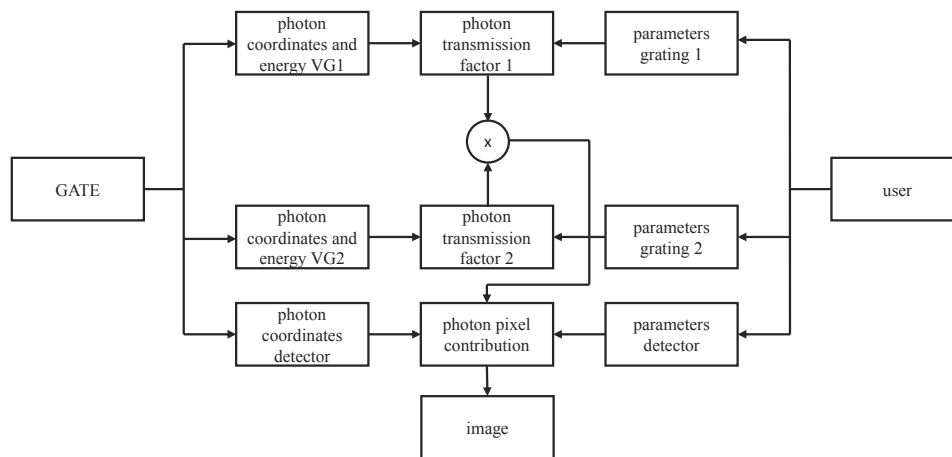 photon
coordinates and
energy VG1
photon
transmission
factor 1
parameters
grating 1
x
GATE
user
photon
coordinates and
energy VG2
photon
transmission
factor 2
parameters
grating 2
photon
coordinates
detector
photon pixel
contribution
parameters
detector
image